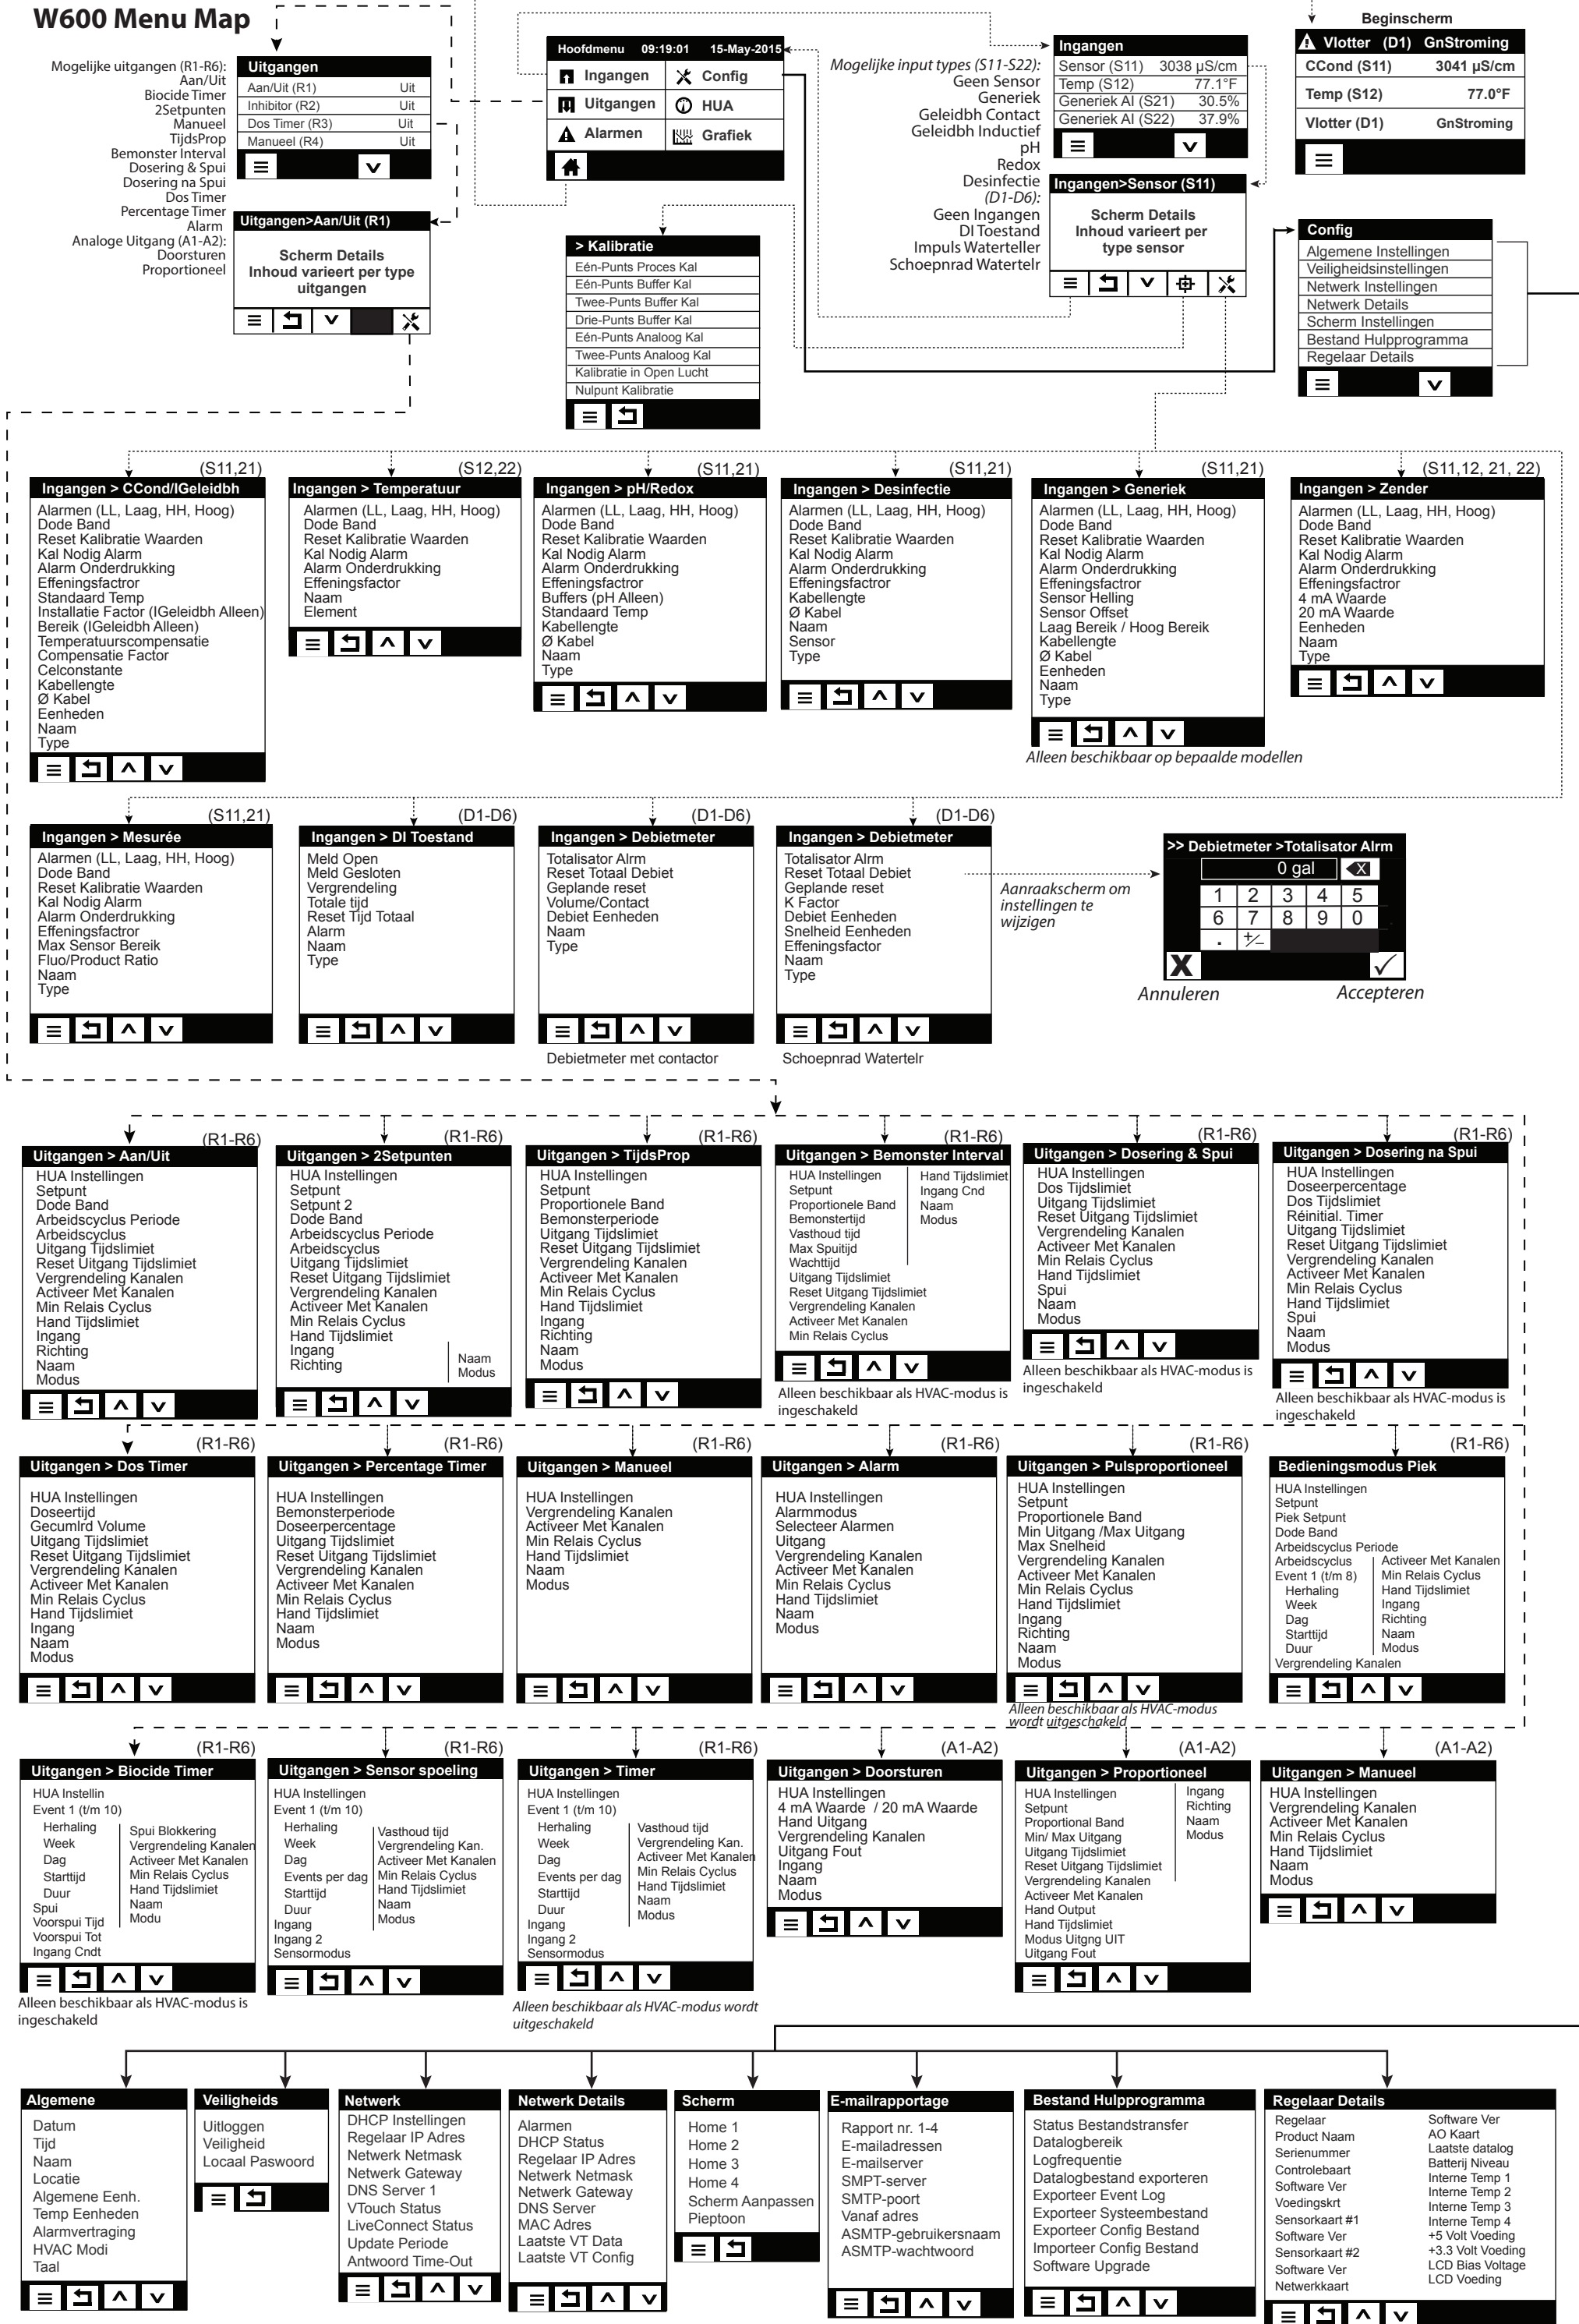 W600 Menu Map
Mogelijke uitgangen (R1-R6):
Aan/Uit
Biocide Timer
2Setpunten
Manueel
TijdsProp
Bemonster Interval
Dosering & Spui
Dosering na Spui
Dos Timer
Percentage Timer
Alarm
Analoge Uitgang (A1-A2):
Doorsturen
Proportioneel
Uitgangen
Aan/Uit (R1) Uit
Inhibitor (R2) Uit
Dos Timer (R3) Uit
Manueel (R4) Uit
Uitgangen>Aan/Uit (R1)
Scherm Details
Inhoud varieert per type
uitgangen
Hoofdmenu 09:19:01 15-May-2015
Ingangen Config
Uitgangen HUA
Alarmen Grafiek
> Kalibratie
Eén-Punts Proces Kal
Eén-Punts Buffer Kal
Twee-Punts Buffer Kal
Drie-Punts Buffer Kal
Eén-Punts Analoog Kal
Twee-Punts Analoog Kal
Kalibratie in Open Lucht
Nulpunt Kalibratie
Mogelijke input types (S11-S22):
Geen Sensor
Generiek
Geleidbh Contact
Geleidbh Inductief
pH
Redox
Desinfectie
(D1-D6):
Geen Ingangen
DI Toestand
Impuls Waterteller
Schoepnrad Watertelr
Ingangen
Sensor (S11) 3038 µS/cm
Temp (S12) 77.1°F
Generiek AI (S21) 30.5%
Generiek AI (S22) 37.9%
Ingangen>Sensor (S11)
Scherm Details
Inhoud varieert per
type sensor
Beginscherm
Vlotter (D1) GnStroming
CCond (S11) 3041 µS/cm
Temp (S12) 77.0°F
Vlotter (D1) GnStroming
Config
Algemene Instellingen
Veiligheidsinstellingen
Netwerk Instellingen
Netwerk Details
Scherm Instellingen
Bestand Hulpprogramma
Regelaar Details
(S11,21)
Ingangen > CCond/IGeleidbh
Alarmen (LL, Laag, HH, Hoog)
Dode Band
Reset Kalibratie Waarden
Kal Nodig Alarm
Alarm Onderdrukking
Effeningsfactror
Standaard Temp
Installatie Factor (IGeleidbh Alleen)
Bereik (IGeleidbh Alleen)
Temperatuurscompensatie
Compensatie Factor
Celconstante
Kabellengte
Ø Kabel
Eenheden
Naam
Type
(S12,22)
Ingangen > Temperatuur
Alarmen (LL, Laag, HH, Hoog)
Dode Band
Reset Kalibratie Waarden
Kal Nodig Alarm
Alarm Onderdrukking
Effeningsfactor
Naam
Element
(S11,21)
Ingangen > pH/Redox
Alarmen (LL, Laag, HH, Hoog)
Dode Band
Reset Kalibratie Waarden
Kal Nodig Alarm
Alarm Onderdrukking
Effeningsfactror
Buffers (pH Alleen)
Standaard Temp
Kabellengte
Ø Kabel
Naam
Type
(S11,21)
Ingangen > Desinfectie
Alarmen (LL, Laag, HH, Hoog)
Dode Band
Reset Kalibratie Waarden
Kal Nodig Alarm
Alarm Onderdrukking
Effeningsfactror
Kabellengte
Ø Kabel
Naam
Sensor
Type
(S11,21)
Ingangen > Generiek
Alarmen (LL, Laag, HH, Hoog)
Dode Band
Reset Kalibratie Waarden
Kal Nodig Alarm
Alarm Onderdrukking
Effeningsfactror
Sensor Helling
Sensor Offset
Laag Bereik / Hoog Bereik
Kabellengte
Ø Kabel
Eenheden
Naam
Type
Alleen beschikbaar op bepaalde modellen
(S11,12, 21, 22)
Ingangen > Zender
Alarmen (LL, Laag, HH, Hoog)
Dode Band
Reset Kalibratie Waarden
Kal Nodig Alarm
Alarm Onderdrukking
Effeningsfactror
4 mA Waarde
20 mA Waarde
Eenheden
Naam
Type
(S11,21)
Ingangen > Mesurée
Alarmen (LL, Laag, HH, Hoog)
Dode Band
Reset Kalibratie Waarden
Kal Nodig Alarm
Alarm Onderdrukking
Effeningsfactror
Max Sensor Bereik
Fluo/Product Ratio
Naam
Type
(D1-D6)
Ingangen > DI Toestand
Meld Open
Meld Gesloten
Vergrendeling
Totale tijd
Reset Tijd Totaal
Alarm
Naam
Type
(D1-D6)
Ingangen > Debietmeter
Totalisator Alrm
Reset Totaal Debiet
Geplande reset
Volume/Contact
Debiet Eenheden
Naam
Type
Debietmeter met contactor
(D1-D6)
Ingangen > Debietmeter
Totalisator Alrm
Reset Totaal Debiet
Geplande reset
K Factor
Debiet Eenheden
Snelheid Eenheden
Effeningsfactor
Naam
Type
Schoepnrad Watertelr
Aanraakscherm om
instellingen te
wijzigen
>> Debietmeter >Totalisator Alrm
0 gal X
1 2 3 4 5
6 7 8 9 0
. +/−
X
Annuleren Accepteren
(R1-R6)
Uitgangen > Aan/Uit
HUA Instellingen
Setpunt
Dode Band
Arbeidscyclus Periode
Arbeidscyclus
Uitgang Tijdslimiet
Reset Uitgang Tijdslimiet
Vergrendeling Kanalen
Activeer Met Kanalen
Min Relais Cyclus
Hand Tijdslimiet
Ingang
Richting
Naam
Modus
(R1-R6)
Uitgangen > 2Setpunten
HUA Instellingen
Setpunt
Setpunt 2
Dode Band
Arbeidscyclus Periode
Arbeidscyclus
Uitgang Tijdslimiet
Reset Uitgang Tijdslimiet
Vergrendeling Kanalen
Activeer Met Kanalen
Min Relais Cyclus
Hand Tijdslimiet
Ingang
Richting
Naam
Modus
(R1-R6)
Uitgangen > TijdsProp
HUA Instellingen
Setpunt
Proportionele Band
Bemonsterperiode
Uitgang Tijdslimiet
Reset Uitgang Tijdslimiet
Vergrendeling Kanalen
Activeer Met Kanalen
Min Relais Cyclus
Hand Tijdslimiet
Ingang
Richting
Naam
Modus
(R1-R6)
Uitgangen > Bemonster Interval
HUA Instellingen
Setpunt
Proportionele Band
Bemonstertijd
Vasthoud tijd
Max Spuitijd
Wachttijd
Uitgang Tijdslimiet
Reset Uitgang Tijdslimiet
Vergrendeling Kanalen
Activeer Met Kanalen
Min Relais Cyclus
Hand Tijdslimiet
Ingang Cnd
Naam
Modus
Alleen beschikbaar als HVAC-modus is
ingeschakeld
(R1-R6)
Uitgangen > Dosering & Spui
HUA Instellingen
Dos Tijdslimiet
Uitgang Tijdslimiet
Reset Uitgang Tijdslimiet
Vergrendeling Kanalen
Activeer Met Kanalen
Min Relais Cyclus
Hand Tijdslimiet
Spui
Naam
Modus
Alleen beschikbaar als HVAC-modus is
ingeschakeld
(R1-R6)
Uitgangen > Dosering na Spui
HUA Instellingen
Doseerpercentage
Dos Tijdslimiet
Réinitial. Timer
Uitgang Tijdslimiet
Reset Uitgang Tijdslimiet
Vergrendeling Kanalen
Activeer Met Kanalen
Min Relais Cyclus
Hand Tijdslimiet
Spui
Naam
Modus
Alleen beschikbaar als HVAC-modus is
ingeschakeld
(R1-R6)
Uitgangen > Dos Timer
HUA Instellingen
Doseertijd
Gecumlrd Volume
Uitgang Tijdslimiet
Reset Uitgang Tijdslimiet
Vergrendeling Kanalen
Activeer Met Kanalen
Min Relais Cyclus
Hand Tijdslimiet
Ingang
Naam
Modus
(R1-R6)
Uitgangen > Percentage Timer
HUA Instellingen
Bemonsterperiode
Doseerpercentage
Uitgang Tijdslimiet
Reset Uitgang Tijdslimiet
Vergrendeling Kanalen
Activeer Met Kanalen
Min Relais Cyclus
Hand Tijdslimiet
Naam
Modus
(R1-R6)
Uitgangen > Manueel
HUA Instellingen
Vergrendeling Kanalen
Activeer Met Kanalen
Min Relais Cyclus
Hand Tijdslimiet
Naam
Modus
(R1-R6)
Uitgangen > Alarm
HUA Instellingen
Alarmmodus
Selecteer Alarmen
Uitgang
Vergrendeling Kanalen
Activeer Met Kanalen
Min Relais Cyclus
Hand Tijdslimiet
Naam
Modus
(R1-R6)
Uitgangen > Pulsproportioneel
HUA Instellingen
Setpunt
Proportionele Band
Min Uitgang /Max Uitgang
Max Snelheid
Vergrendeling Kanalen
Activeer Met Kanalen
Min Relais Cyclus
Hand Tijdslimiet
Ingang
Richting
Naam
Modus
Alleen beschikbaar als HVAC-modus
wordt uitgeschakeld
(R1-R6)
Bedieningsmodus Piek
HUA Instellingen
Setpunt
Piek Setpunt
Dode Band
Arbeidscyclus Periode
Arbeidscyclus
Event 1 (t/m 8)
Herhaling
Week
Dag
Starttijd
Duur
Vergrendeling Kanalen
Activeer Met Kanalen
Min Relais Cyclus
Hand Tijdslimiet
Ingang
Richting
Naam
Modus
(R1-R6)
Uitgangen > Biocide Timer
HUA Instellin
Event 1 (t/m 10)
Herhaling
Week
Dag
Starttijd
Duur
Spui
Voorspui Tijd
Voorspui Tot
Ingang Cndt
Spui Blokkering
Vergrendeling Kanalen
Activeer Met Kanalen
Min Relais Cyclus
Hand Tijdslimiet
Naam
Modu
Alleen beschikbaar als HVAC-modus is
ingeschakeld
(R1-R6)
Uitgangen > Sensor spoeling
HUA Instellingen
Event 1 (t/m 10)
Herhaling
Week
Dag
Events per dag
Starttijd
Duur
Ingang
Ingang 2
Sensormodus
Vasthoud tijd
Vergrendeling Kan.
Activeer Met Kanalen
Min Relais Cyclus
Hand Tijdslimiet
Naam
Modus
(R1-R6)
Uitgangen > Timer
HUA Instellingen
Event 1 (t/m 10)
Herhaling
Week
Dag
Events per dag
Starttijd
Duur
Ingang
Ingang 2
Sensormodus
Vasthoud tijd
Vergrendeling Kan.
Activeer Met Kanalen
Min Relais Cyclus
Hand Tijdslimiet
Naam
Modus
Alleen beschikbaar als HVAC-modus wordt
uitgeschakeld
(A1-A2)
Uitgangen > Doorsturen
HUA Instellingen
4 mA Waarde / 20 mA Waarde
Hand Uitgang
Vergrendeling Kanalen
Uitgang Fout
Ingang
Naam
Modus
(A1-A2)
Uitgangen > Proportioneel
HUA Instellingen
Setpunt
Proportional Band
Min/ Max Uitgang
Uitgang Tijdslimiet
Reset Uitgang Tijdslimiet
Vergrendeling Kanalen
Activeer Met Kanalen
Hand Output
Hand Tijdslimiet
Modus Uitgng UIT
Uitgang Fout
Ingang
Richting
Naam
Modus
(A1-A2)
Uitgangen > Manueel
HUA Instellingen
Vergrendeling Kanalen
Activeer Met Kanalen
Min Relais Cyclus
Hand Tijdslimiet
Naam
Modus
Algemene
Datum
Tijd
Naam
Locatie
Algemene Eenh.
Temp Eenheden
Alarmvertraging
HVAC Modi
Taal
Veiligheids
Uitloggen
Veiligheid
Locaal Paswoord
Netwerk
DHCP Instellingen
Regelaar IP Adres
Netwerk Netmask
Netwerk Gateway
DNS Server 1
VTouch Status
LiveConnect Status
Update Periode
Antwoord Time-Out
Netwerk Details
Alarmen
DHCP Status
Regelaar IP Adres
Netwerk Netmask
Netwerk Gateway
DNS Server
MAC Adres
Laatste VT Data
Laatste VT Config
Scherm
Home 1
Home 2
Home 3
Home 4
Scherm Aanpassen
Pieptoon
E-mailrapportage
Rapport nr. 1-4
E-mailadressen
E-mailserver
SMPT-server
SMTP-poort
Vanaf adres
ASMTP-gebruikersnaam
ASMTP-wachtwoord
Bestand Hulpprogramma
Status Bestandstransfer
Datalogbereik
Logfrequentie
Datalogbestand exporteren
Exporteer Event Log
Exporteer Systeembestand
Exporteer Config Bestand
Importeer Config Bestand
Software Upgrade
Regelaar Details
Regelaar
Product Naam
Serienummer
Controlebaart
Software Ver
Voedingskrt
Sensorkaart #1
Software Ver
Sensorkaart #2
Software Ver
Netwerkkaart
Software Ver
AO Kaart
Laatste datalog
Batterij Niveau
Interne Temp 1
Interne Temp 2
Interne Temp 3
Interne Temp 4
+5 Volt Voeding
+3.3 Volt Voeding
LCD Bias Voltage
LCD Voeding